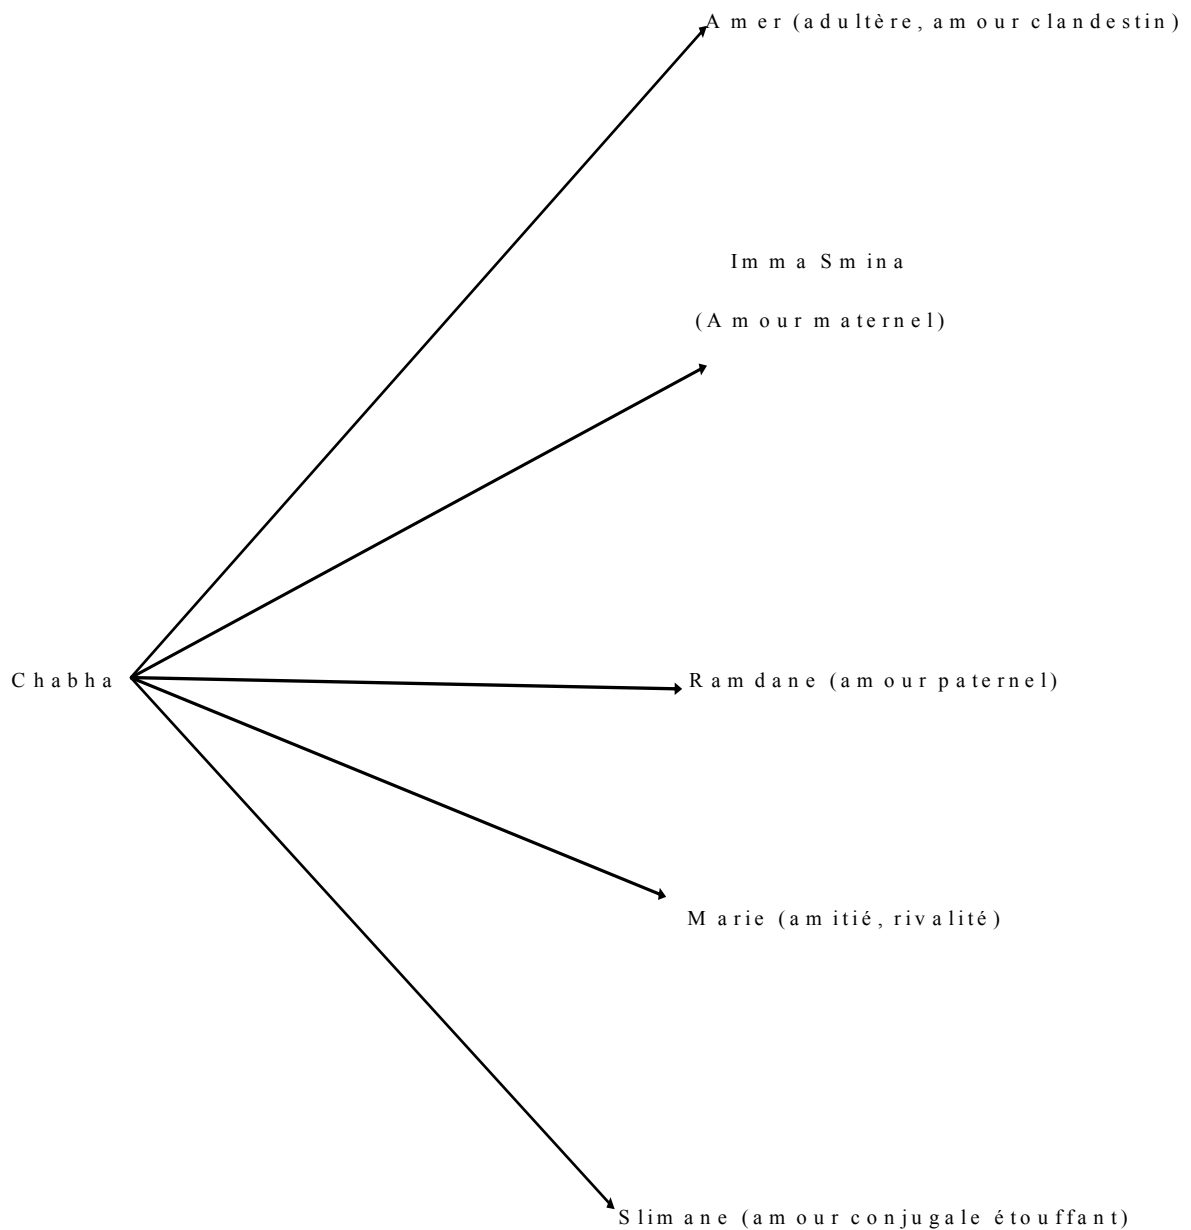 Amer (adultère, amour clandestin)
Imma Smina
(Amour maternel)
Chabha
Ramdane (amour paternel)
Marie (amitié, rivalité)
Slimane (amour conjugale étouffant)